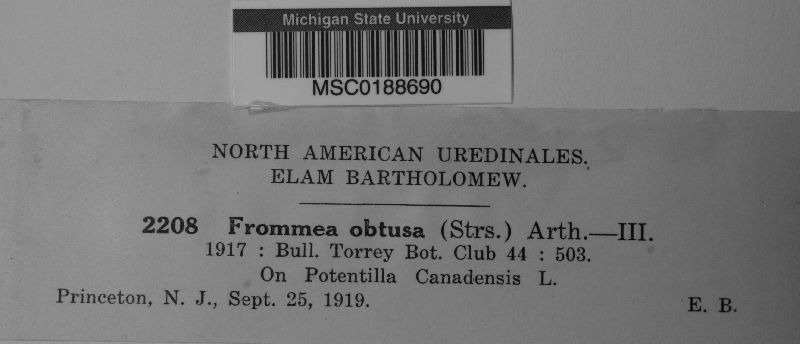 Michigan State University
MSC0188690
NORTH AMERICAN UREDINALES.
ELAM BARTHOLOMEW.
2208 Frommea obtusa (Strs.) Arth.—III.
1917 : Bull. Torrey Bot. Club 44 : 503.
On Potentilla Canadensis L.
Princeton, N. J., Sept. 25, 1919. E. B.